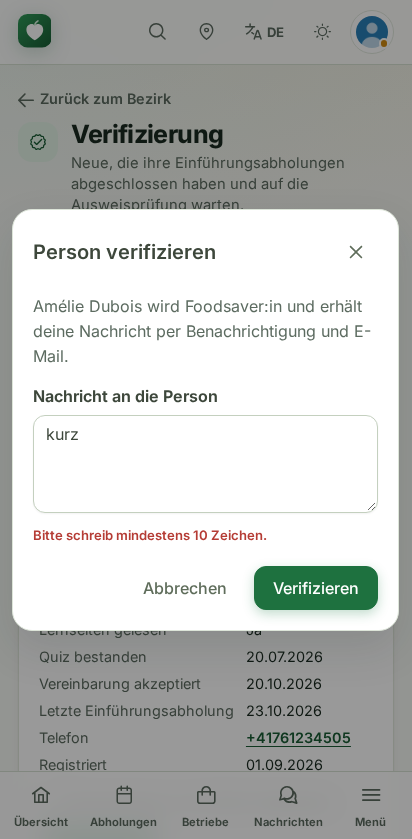 DE
Zurück zum Bezirk
Verifizierung
Neue, die ihre Einführungsabholungen
abgeschlossen haben und auf die
Ausweisprüfung warten.
Person verifizieren
Amélie Dubois wird Foodsaver:in und erhält
deine Nachricht per Benachrichtigung und E-
Mail.
Nachricht an die Person
kurz
Bitte schreib mindestens 10 Zeichen.
Abbrechen Verifizieren
Lernseiten gelesen Ja
Quiz bestanden 20.07.2026
Vereinbarung akzeptiert 20.10.2026
Letzte Einführungsabholung 23.10.2026
Telefon +41761234505
Registriert 01.09.2026
Übersicht Abholungen Betriebe Nachrichten Menü